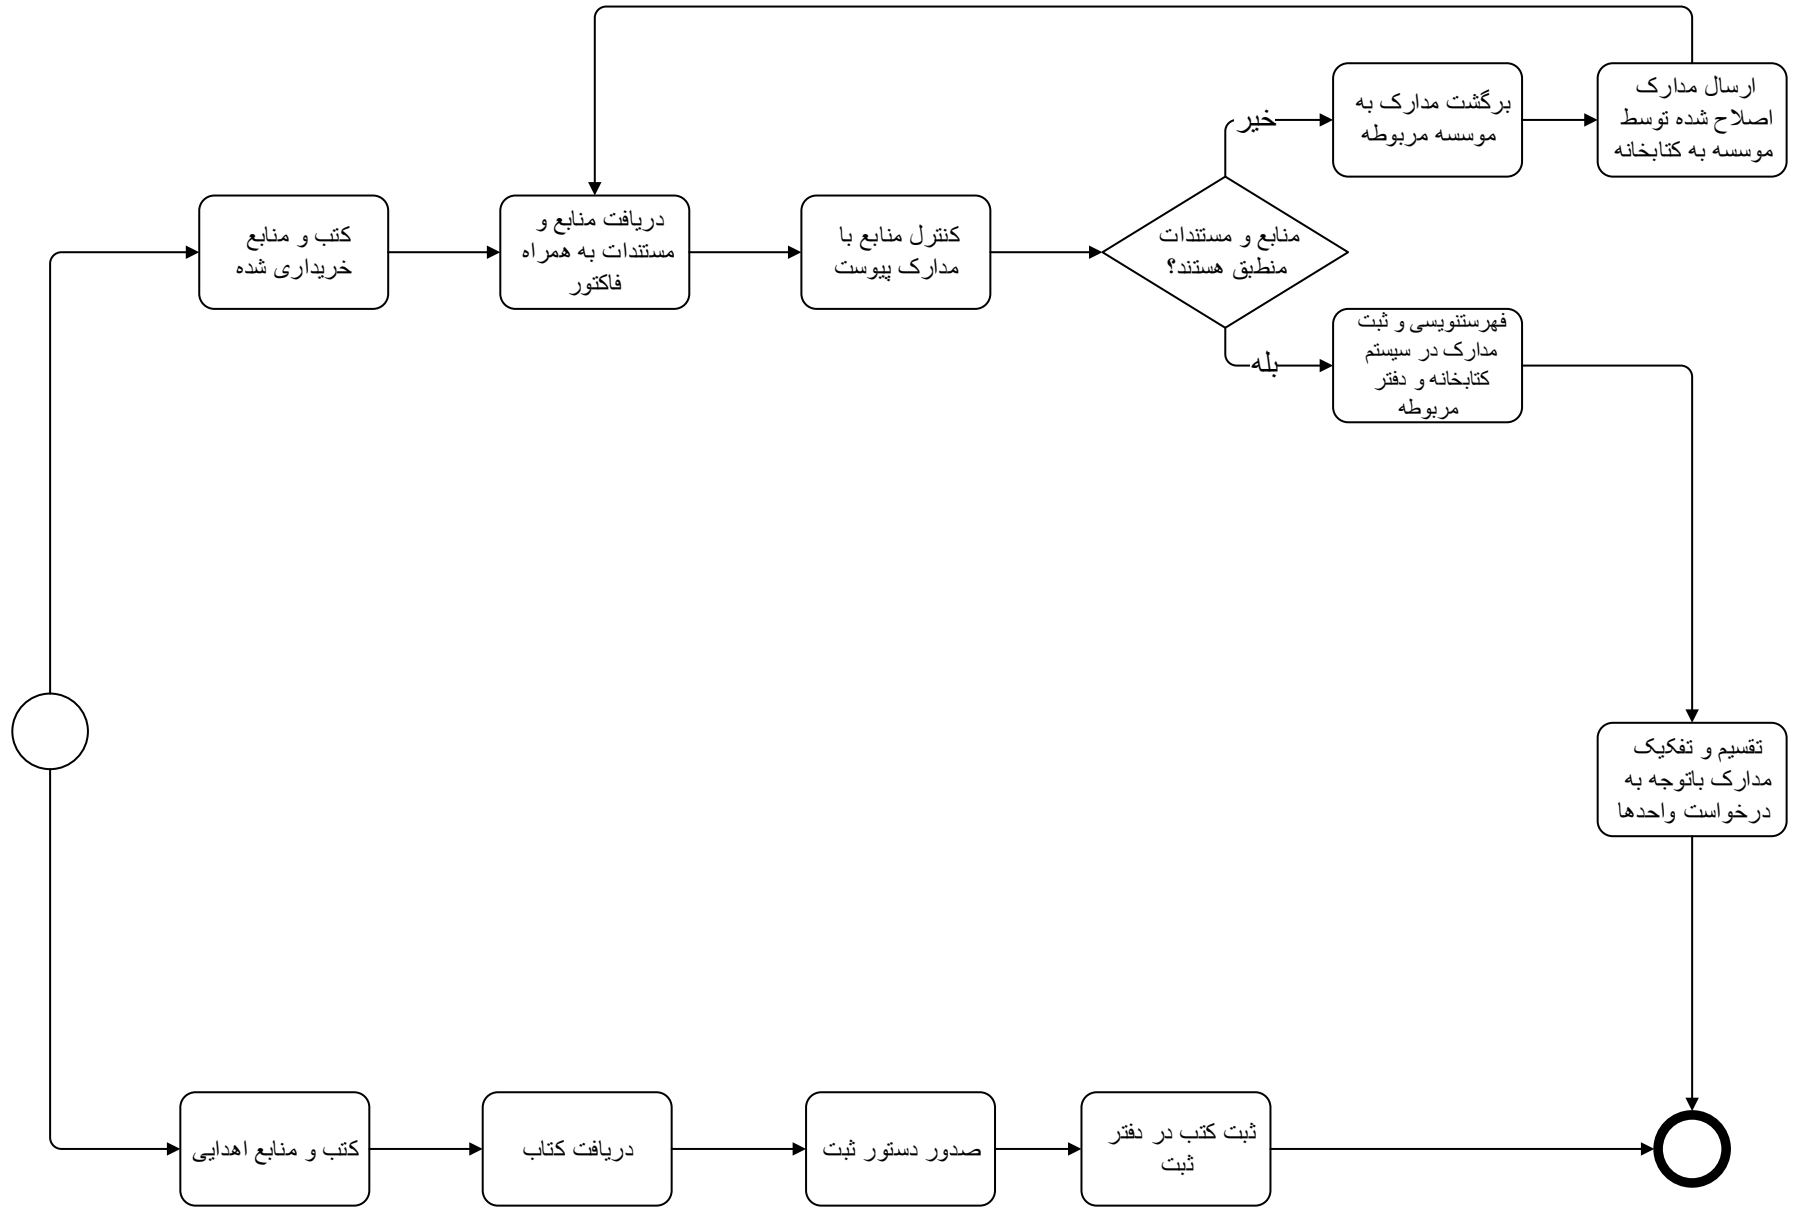 ارسال مدارک
اصلاح شده توسط
موسسه به کتابخانه
برگشت مدارک به
موسسه مربوطه
خیر
کتب و منابع
خریداری شده
دریافت منابع و
مستندات به همراه
فاکتور
کنترل منابع با
مدارک پیوست
منابع و مستندات
منطبق هستند؟
بله
فهرستنویسی و ثبت
مدارک در سیستم
کتابخانه و دفتر
مربوطه
تقسیم و تفکیک
مدارک باتوجه به
درخواست واحدها
کتب و منابع اهدایی
دریافت کتاب
صدور دستور ثبت
ثبت کتب در دفتر
ثبت